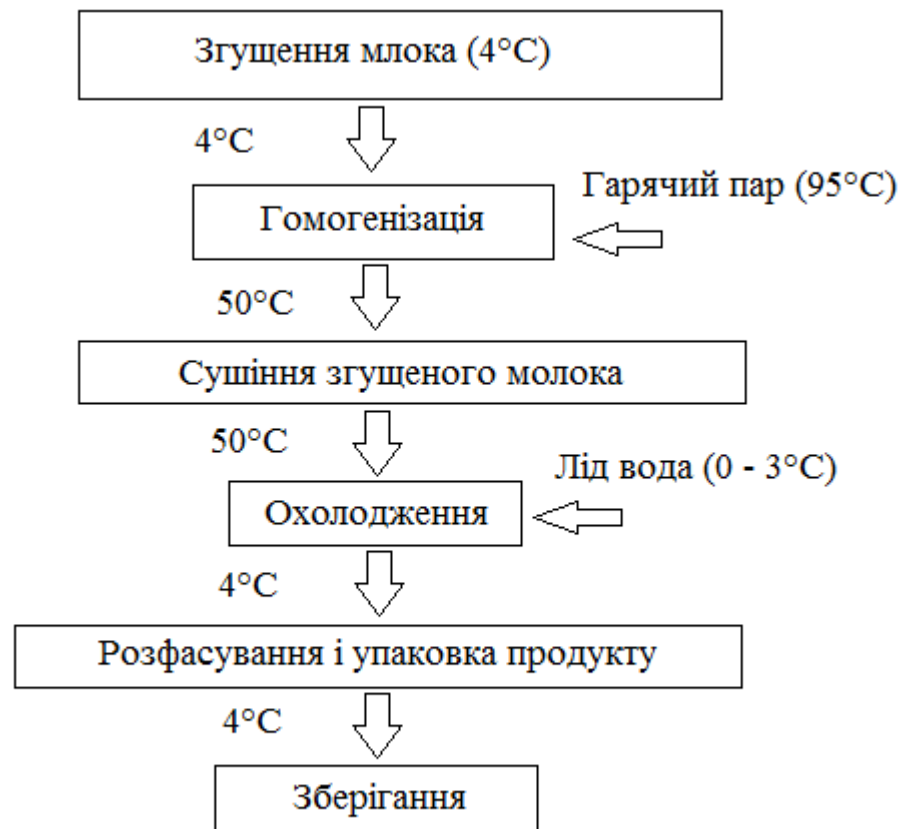 Згущення млока (4°C)
4°C
Гарячий пар (95°C)
Гомогенізація
50°C
Сушіння згущеного молока
50°C
Лід вода (0 - 3°C)
Охолодження
4°C
Розфасування і упаковка продукту
4°C
Зберігання